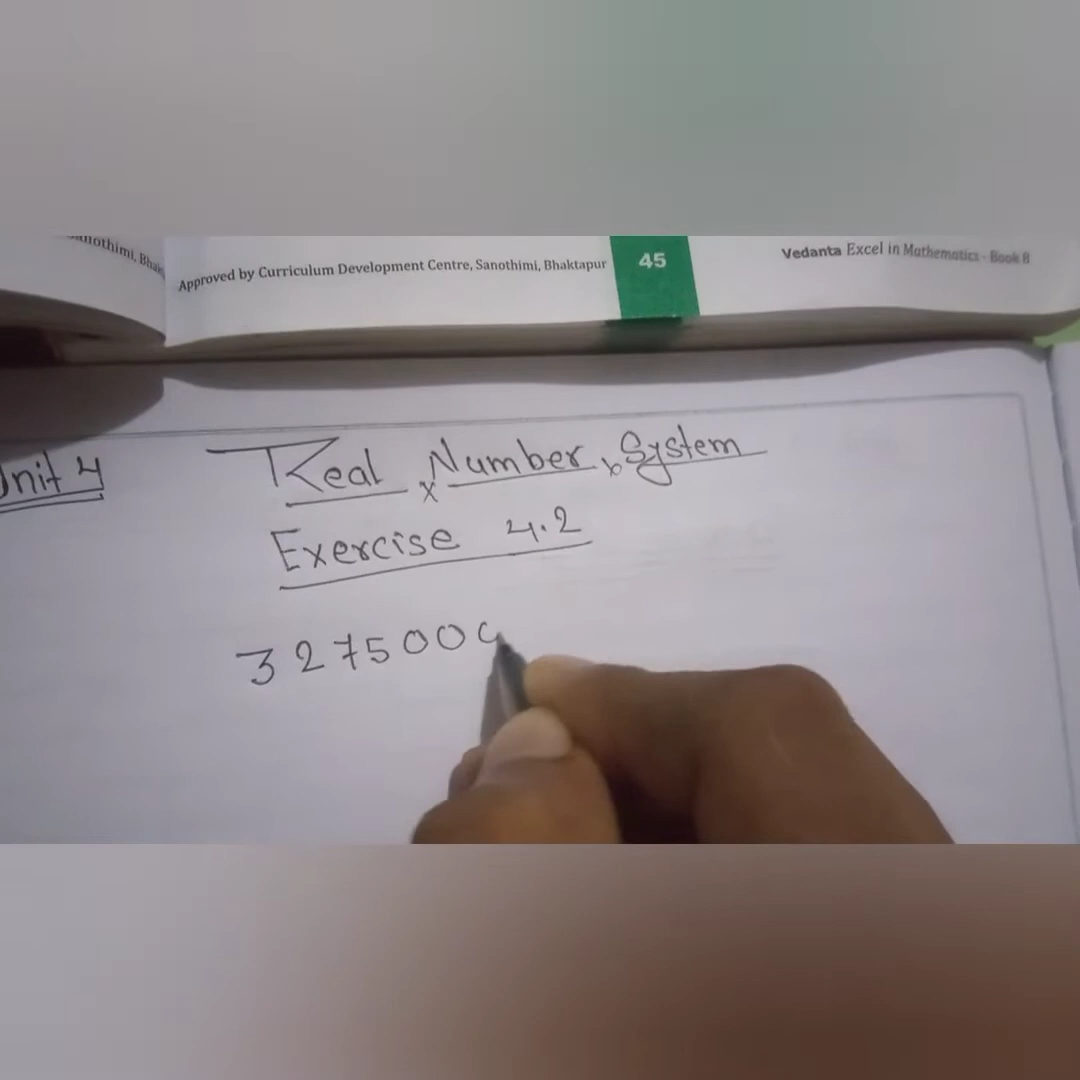 Approved by Curriculum Development Centre, Sanothimi, Bhaktapur 45 Vedanta Excel in Mathematics - Book 8
Unit 4
Real Number System
Exercise 4.2
327500